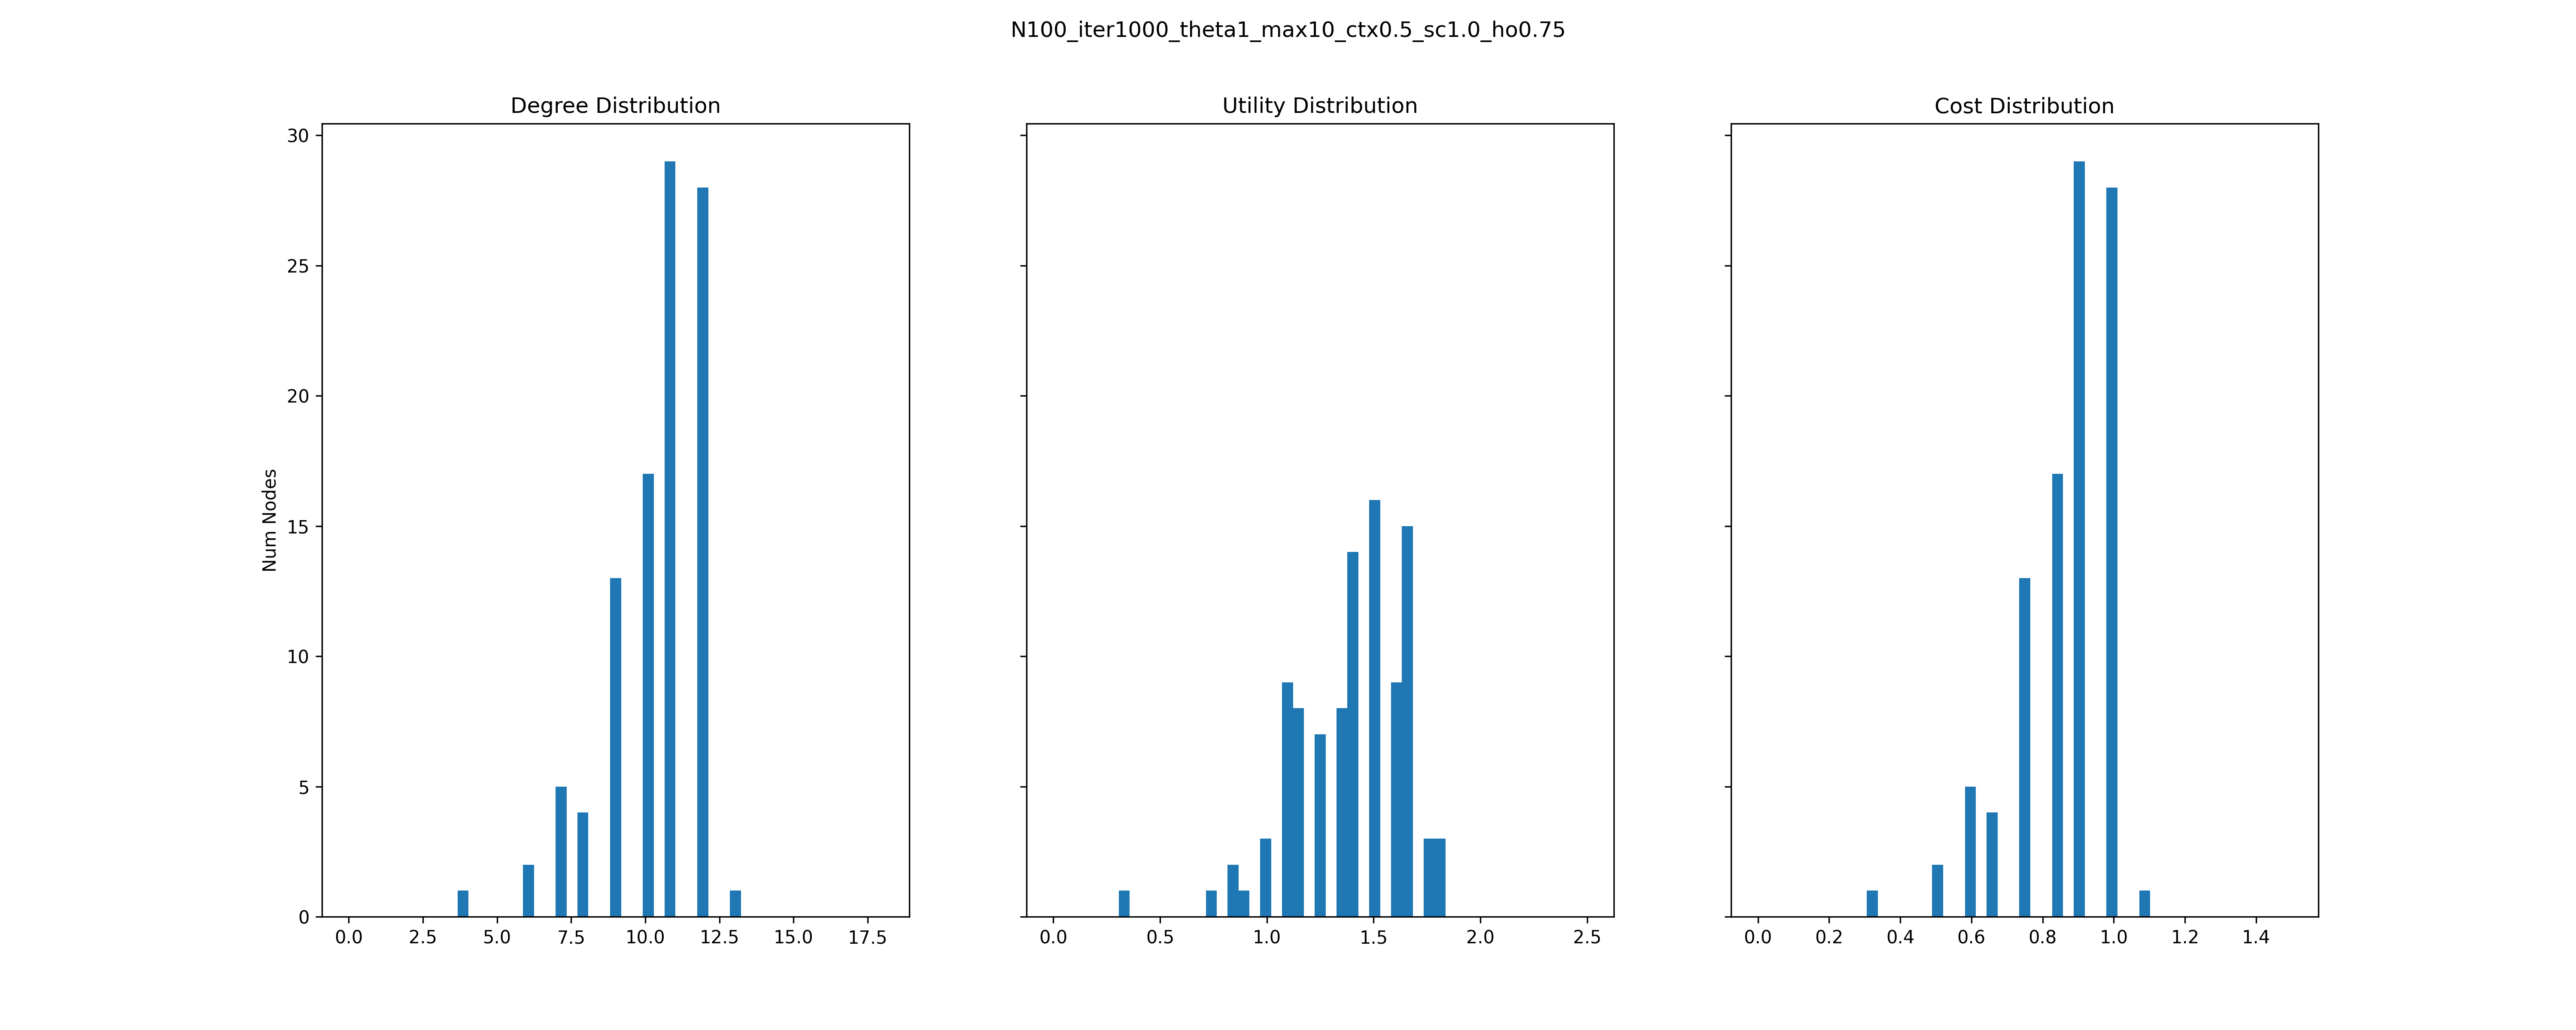 N100_iter1000_theta1_max10_ctx0.5_sc1.0_ho0.75
Degree Distribution
Num Nodes
30
25
20
15
10
5
0
0.0 2.5 5.0 7.5 10.0 12.5 15.0 17.5
Utility Distribution
0.0 0.5 1.0 1.5 2.0 2.5
Cost Distribution
0.0 0.2 0.4 0.6 0.8 1.0 1.2 1.4